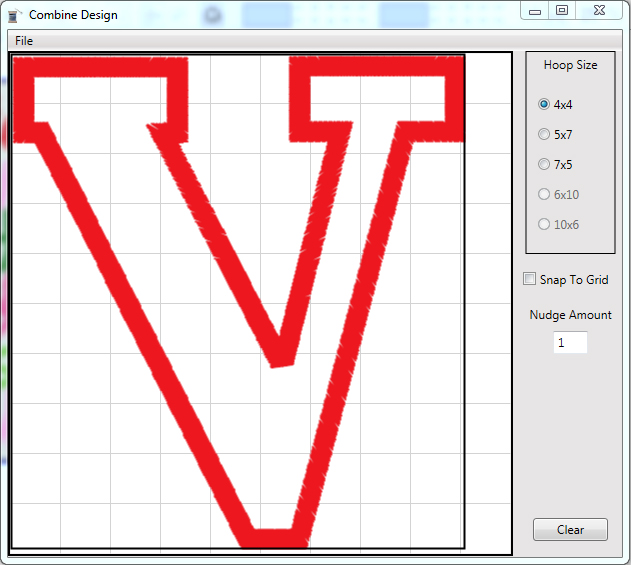 Combine Design
File
V
Hoop Size
4x4
5x7
7x5
6x10
10x6
Snap To Grid
Nudge Amount
1
Clear